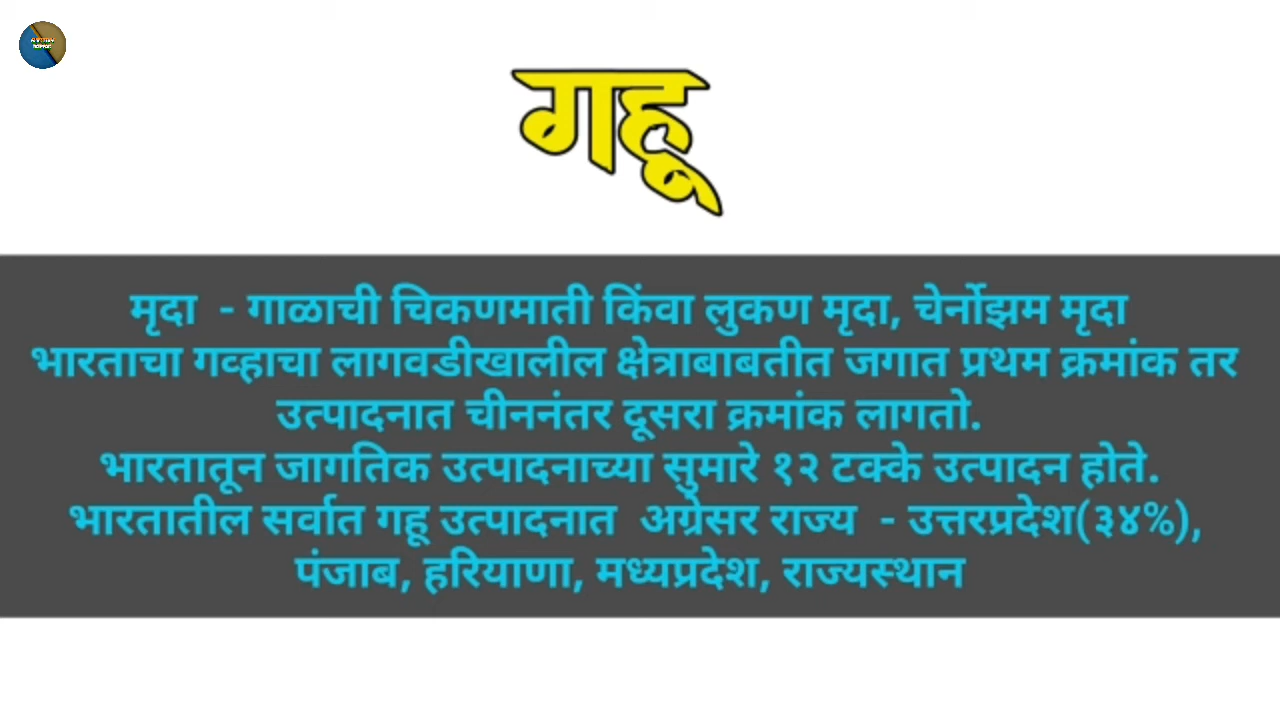 गहू
मृदा - गाळाची चिकणमाती किंवा लुकण मृदा, चेर्नोझम मृदा
भारताचा गव्हाचा लागवडीखालील क्षेत्राबाबतीत जगात प्रथम क्रमांक तर
उत्पादनात चीननंतर दूसरा क्रमांक लागतो.
भारतातून जागतिक उत्पादनाच्या सुमारे १२ टक्के उत्पादन होते.
भारतातील सर्वात गहू उत्पादनात अग्रेसर राज्य - उत्तरप्रदेश(३४%),
पंजाब, हरियाणा, मध्यप्रदेश, राज्यस्थान